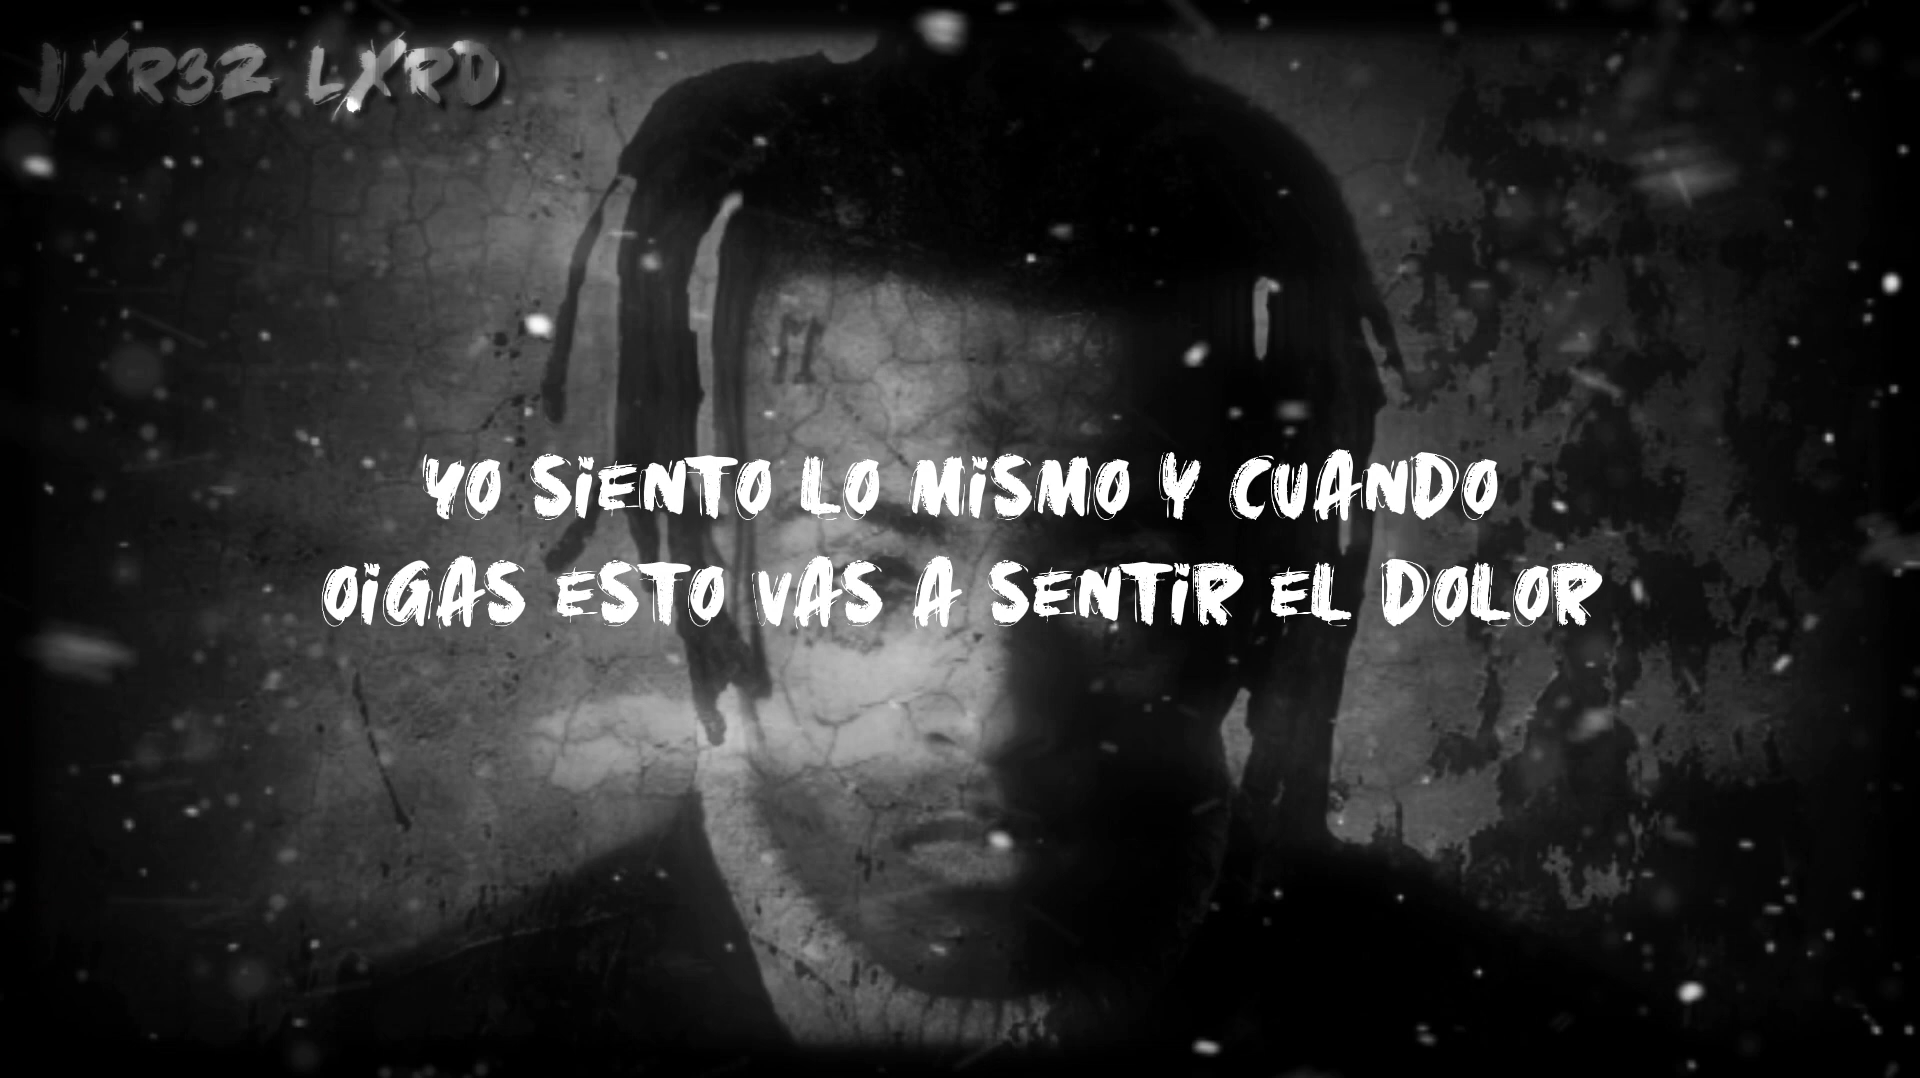 JXR32 LXRD
YO SiENTO LO MiSMO Y CUANDO
OiGAS ESTO VAS A SENTiR EL DOLOR